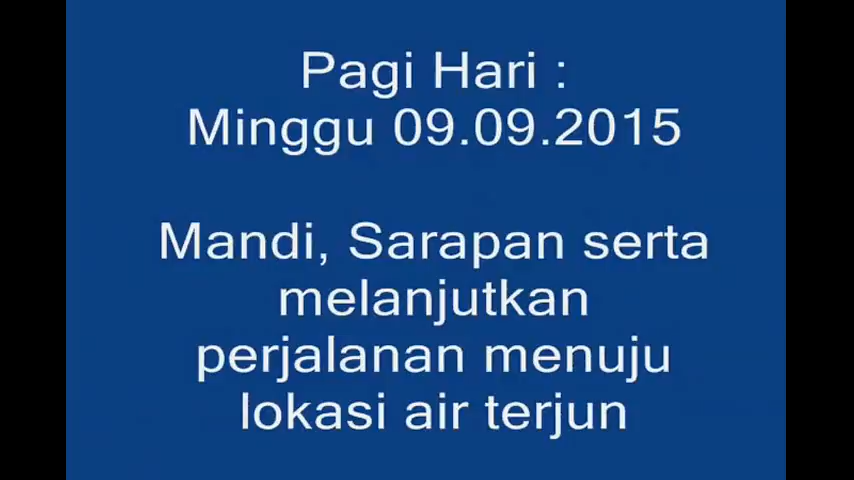 Pagi Hari :
Minggu 09.09.2015
Mandi, Sarapan serta
melanjutkan
perjalanan menuju
lokasi air terjun